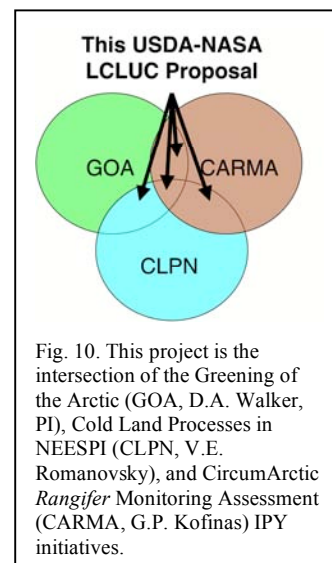 This USDA-NASA
LCLUC Proposal
GOA
CARMA
CLPN
Fig. 10. This project is the
intersection of the Greening of
the Arctic (GOA, D.A. Walker,
PI), Cold Land Processes in
NEESPI (CLPN, V.E.
Romanovsky), and CircumArctic
Rangifer Monitoring Assessment
(CARMA, G.P. Kofinas) IPY
initiatives.